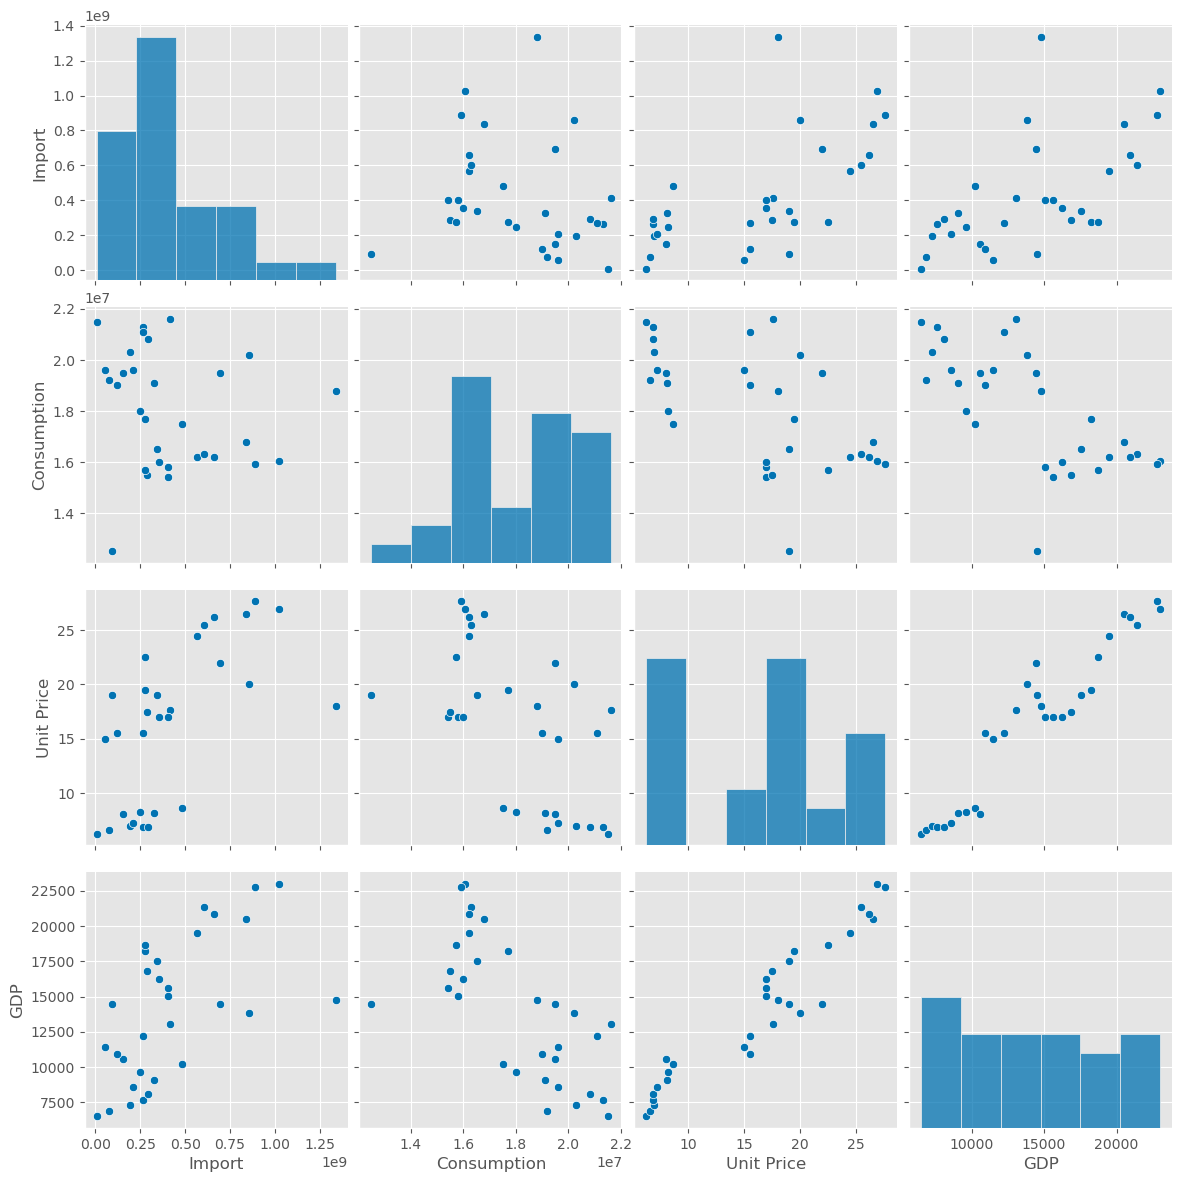 1e9
1.4
1.2
1.0
0.8
0.6
0.4
0.2
0.0
Import
1e7
2.2
2.0
1.8
1.6
1.4
Consumption
25
20
15
10
Unit Price
22500
20000
17500
15000
12500
10000
7500
GDP
0.00 0.25 0.50 0.75 1.00 1.25
1e9
Import
1.4 1.6 1.8 2.0 2.2
1e7
Consumption
10 15 20 25
Unit Price
10000 15000 20000
GDP